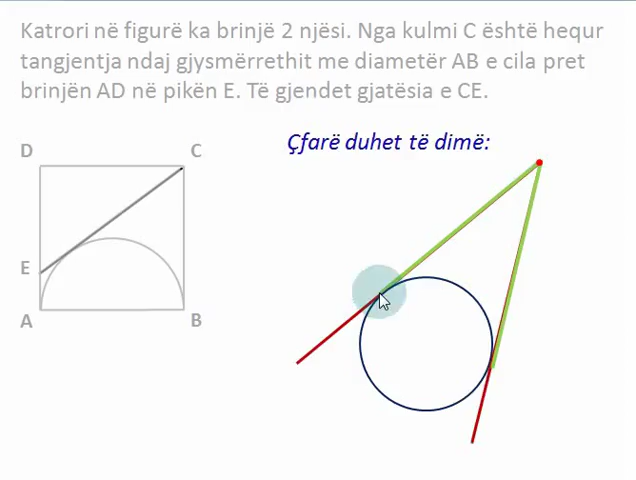 Katrori në figurë ka brinjë 2 njësi. Nga kulmi C është hequr
tangjentja ndaj gjysmërrethit me diametër AB e cila pret
brinjën AD në pikën E. Të gjendet gjatësia e CE.
Çfarë duhet të dimë:
D C
E
A B